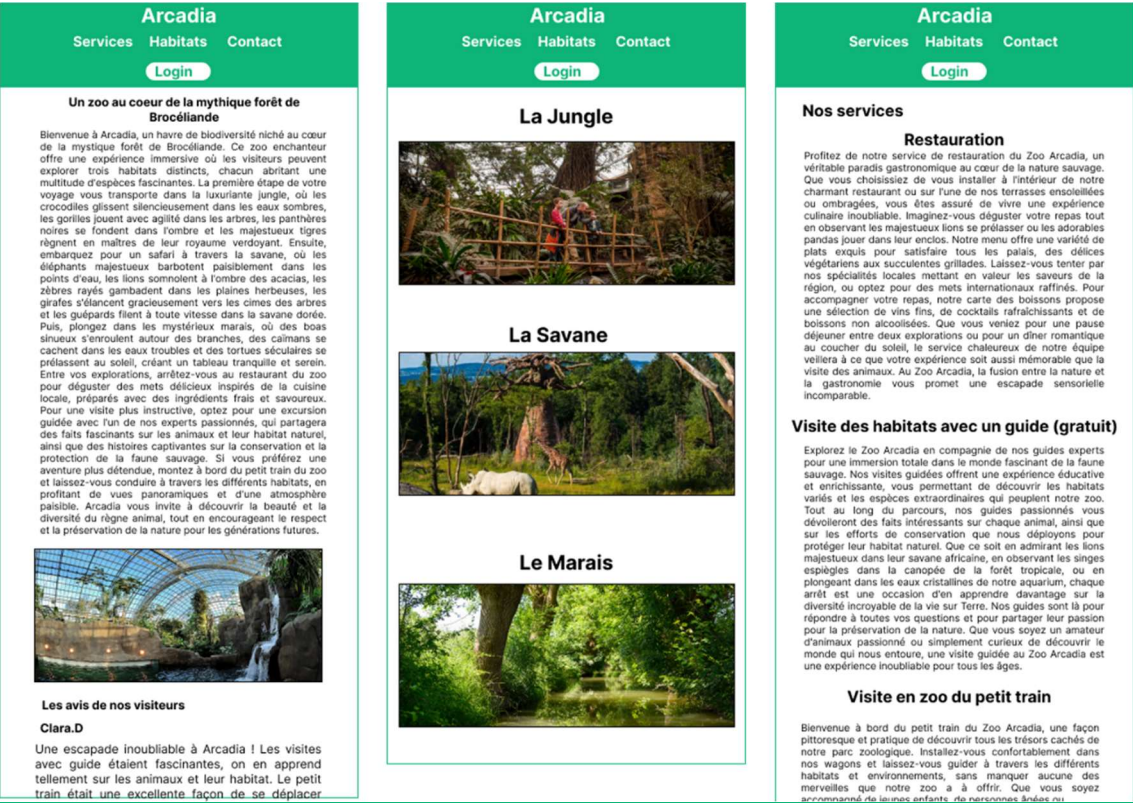 Arcadia
Services Habitats Contact
Login
Un zoo au coeur de la mythique forêt de
Brocéliande
Bienvenue à Arcadia, un havre de biodiversité niché au cœur
de la mythique forêt de Brocéliande. Ce zoo enchanteur
offre une expérience immersive où les visiteurs peuvent
explorer trois habitats distincts, chacun abritant une
multitude d'espèces fascinantes. La première étape de votre
voyage vous transporte dans la luxuriante jungle, où les
crocodiles glissent silencieusement dans les eaux sombres,
les gorilles jouent avec agilité dans les arbres, les panthères
noires se fondent dans l'ombre et les majestueux tigres
règnent en maîtres de leur royaume verdoyant. Ensuite,
embarquez pour un safari à travers la savane, où les
éléphants majestueux barbotent paisiblement dans les
points d'eau, les lions somnolent à l'ombre des acacias, les
zèbres rayés gambadent dans les plaines herbeuses, les
girafes s'élancent gracieusement vers les cimes des arbres
et les guépards filent à toute vitesse dans la savane dorée.
Puis, plongez dans les mystérieux marais, où des boas
sinueux s'enroulent autour des branches, des caïmans se
cachent dans les eaux troubles et des tortues séculaires se
prélassent au soleil, créant un tableau tranquille et serein.
Entre vos explorations, arrêtez-vous au restaurant du zoo
pour déguster des mets délicieux inspirés de la cuisine
locale, préparés avec des ingrédients frais et savoureux.
Pour une visite plus instructive, optez pour une excursion
guidée avec l'un de nos experts passionnés, qui partagera
des faits fascinants sur les animaux et leur habitat naturel,
ainsi que des histoires captivantes sur la conservation et la
protection de la faune sauvage. Si vous préférez une
aventure plus détendue, montez à bord du petit train du zoo
et laissez-vous conduire à travers les différents habitats, en
profitant de vues panoramiques et d'une atmosphère
paisible. Arcadia vous invite à découvrir la beauté et la
diversité du règne animal, tout en encourageant le respect
et la préservation de la nature pour les générations futures.
Les avis de nos visiteurs
Clara.D
Une escapade inoubliable à Arcadia ! Les visites
avec guide étaient fascinantes, on en apprend
tellement sur les animaux et leur habitat. Le petit
train était une excellente façon de se déplacer
Arcadia
Services Habitats Contact
Login
La Jungle
La Savane
Le Marais
Arcadia
Services Habitats Contact
Login
Nos services
Restauration
Profitez de notre service de restauration du Zoo Arcadia, un
véritable paradis gastronomique au cœur de la nature sauvage.
Que vous choisissiez de vous installer à l'intérieur de notre
charmant restaurant ou sur l'une de nos terrasses ensoleillées
ou ombragées, vous êtes assuré de vivre une expérience
culinaire inoubliable. Imaginez-vous déguster votre repas tout
en observant les majestueux lions se prélasser ou les adorables
pandas jouer dans leur enclos. Notre menu offre une variété de
plats exquis pour satisfaire tous les palais, des délices
végétariens aux succulentes grillades. Laissez-vous tenter par
nos spécialités locales mettant en valeur les saveurs de la
région, ou optez pour des mets internationaux raffinés. Pour
accompagner votre repas, notre carte des boissons propose
une sélection de vins fins, de cocktails rafraîchissants et de
boissons non alcoolisées. Que vous veniez pour une pause
déjeuner entre deux explorations ou pour un dîner romantique
au coucher du soleil, le service chaleureux de notre équipe
veillera à ce que votre expérience soit aussi mémorable que la
visite des animaux. Au Zoo Arcadia, la fusion entre la nature et
la gastronomie vous promet une escapade sensorielle
incomparable.
Visite des habitats avec un guide (gratuit)
Explorez le Zoo Arcadia en compagnie de nos guides experts
pour une immersion totale dans le monde fascinant de la faune
sauvage. Nos visites guidées offrent une expérience éducative
et enrichissante, vous permettant de découvrir les habitats
variés et les espèces extraordinaires qui peuplent notre zoo.
Tout au long du parcours, nos guides passionnés vous
dévoileront des faits intéressants sur chaque animal, ainsi que
sur les efforts de conservation que nous déployons pour
protéger leur habitat naturel. Que ce soit en admirant les lions
majestueux dans leur savane africaine, en observant les singes
espiègles dans la canopée de la forêt tropicale, ou en
plongeant dans les eaux cristallines de notre aquarium, chaque
arrêt est une occasion d'en apprendre davantage sur la
diversité incroyable de la vie sur Terre. Nos guides sont là pour
répondre à toutes vos questions et pour partager leur passion
pour la préservation de la nature. Que vous soyez un amateur
d'animaux passionné ou simplement curieux de découvrir le
monde qui nous entoure, une visite guidée au Zoo Arcadia est
une expérience inoubliable pour tous les âges.
Visite en zoo du petit train
Bienvenue à bord du petit train du Zoo Arcadia, une façon
pittoresque et pratique de découvrir tous les trésors cachés de
notre parc zoologique. Installez-vous confortablement dans
nos wagons et laissez-vous guider à travers les différents
habitats et environnements, sans manquer aucune des
merveilles que notre zoo a à offrir. Que vous soyez
accompagné de jeunes enfants, de personnes âgées ou